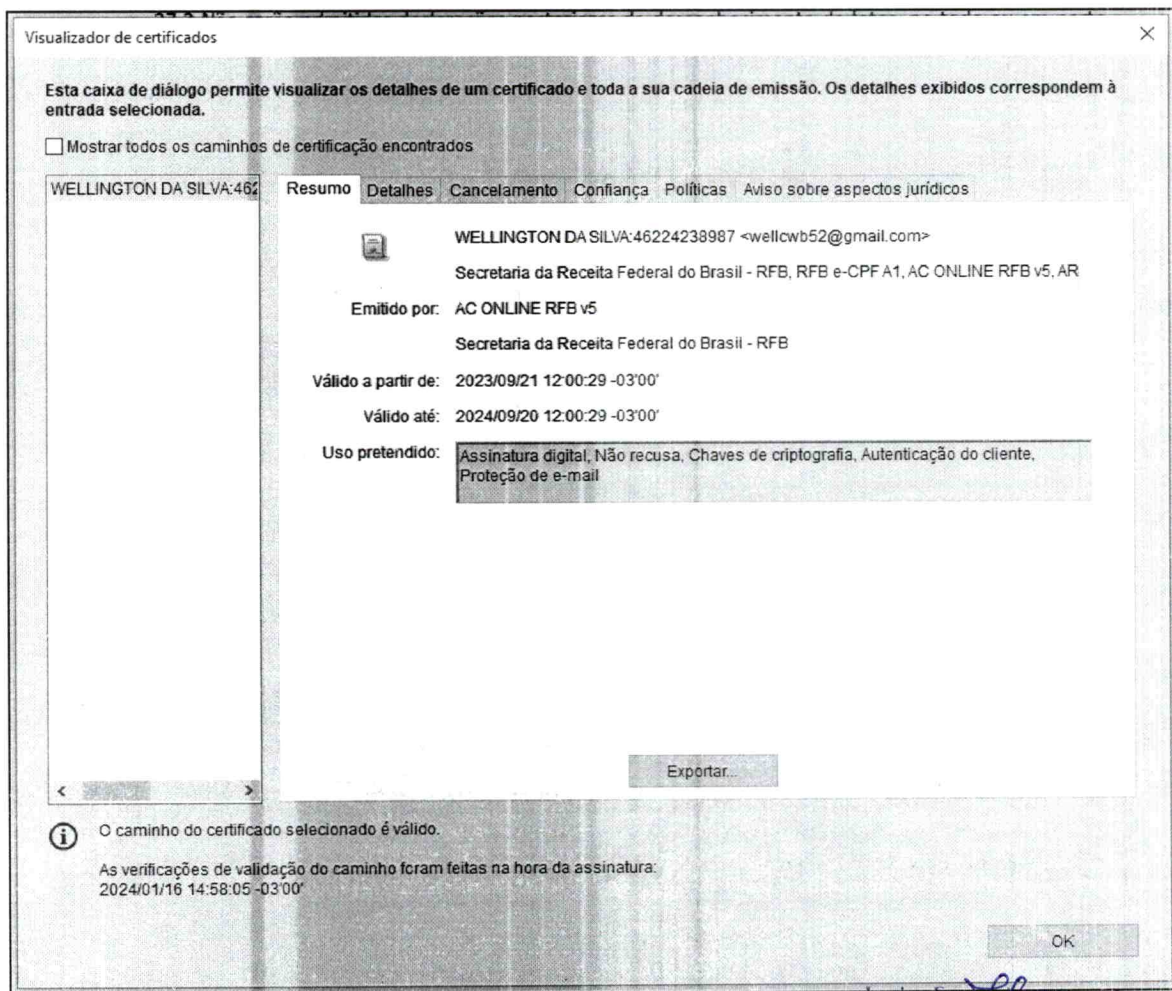 Visualizador de certificados
Esta caixa de diálogo permite visualizar os detalhes de um certificado e toda a sua cadeia de emissão. Os detalhes exibidos correspondem à
entrada selecionada.
Mostrar todos os caminhos de certificação encontrados
WELLINGTON DA SILVA:462
Resumo Detalhes Cancelamento Confiança Políticas Aviso sobre aspectos jurídicos
WELLINGTON DA SILVA:46224238987 <wellcwb52@gmail.com>
Secretaria da Receita Federal do Brasil - RFB, RFB e-CPF A1, AC ONLINE RFB v5, AR
Emitido por: AC ONLINE RFB v5
Secretaria da Receita Federal do Brasil - RFB
Válido a partir de: 2023/09/21 12:00:29 -03'00'
Válido até: 2024/09/20 12:00:29 -03'00'
Uso pretendido: Assinatura digital, Não recusa, Chaves de criptografia, Autenticação do cliente,
Proteção de e-mail
Exportar...
O caminho do certificado selecionado é válido.
As verificações de validação do caminho foram feitas na hora da assinatura:
2024/01/16 14:58:05 -03'00'
OK